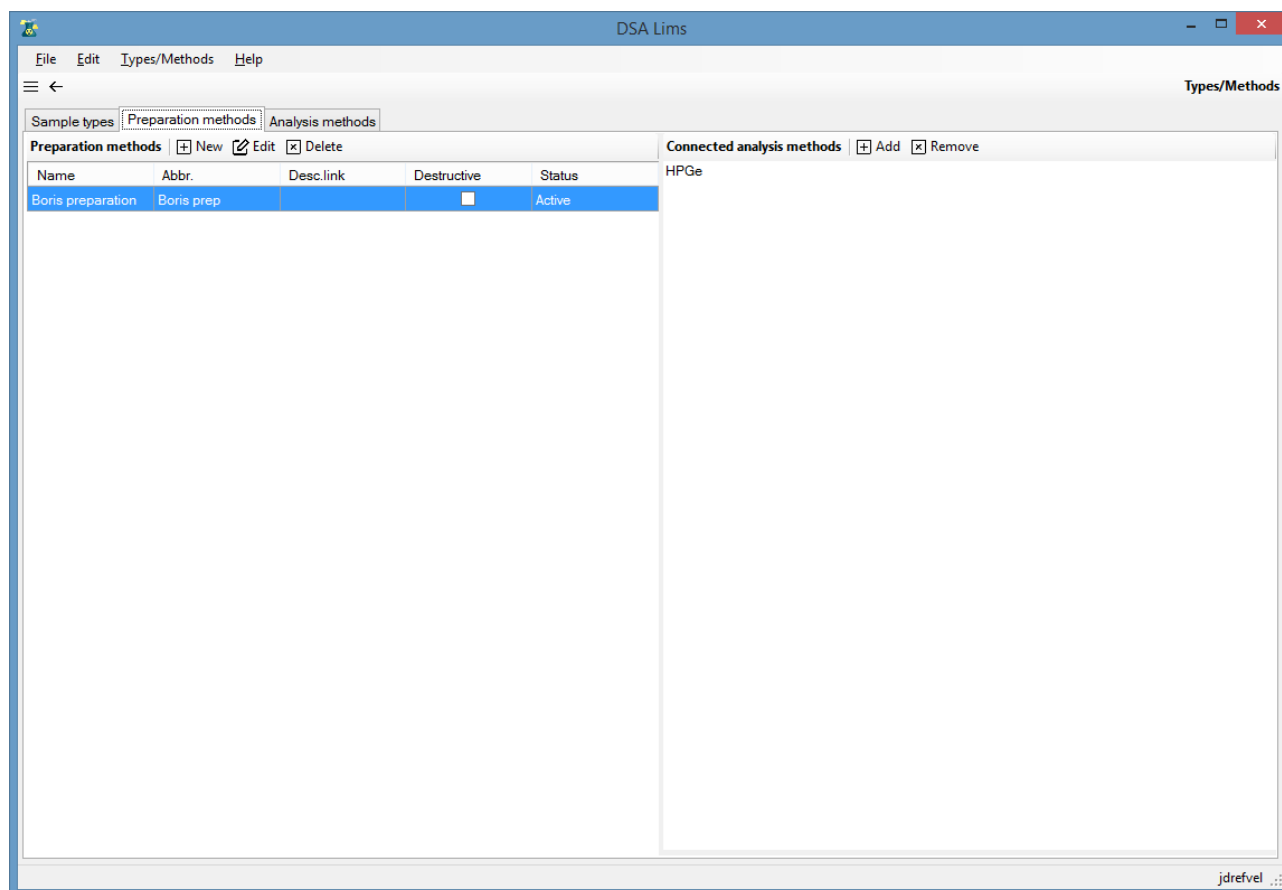 DSA Lims
File Edit Types/Methods Help
Types/Methods
Sample types Preparation methods Analysis methods
Preparation methods New Edit Delete
Connected analysis methods Add Remove
Name Abbr. Desc.link Destructive Status
HPGe
Boris preparation Boris prep Active
jdrefvel